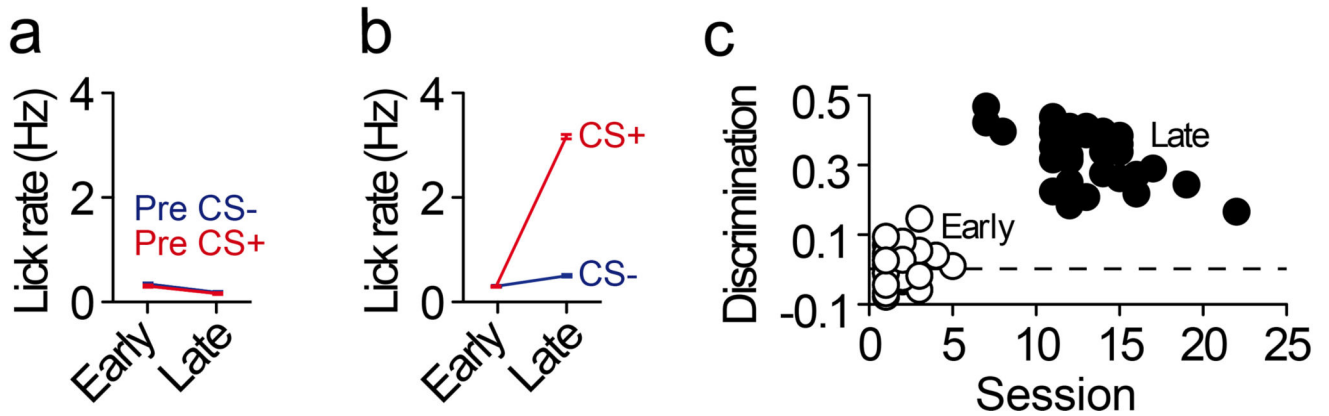 a
Lick rate (Hz)
4
2
0
Pre CS-
Pre CS+
Early
Late
b
Lick rate (Hz)
4
2
0
CS+
CS-
Early
Late
c
Discrimination
0.5
0.3
0.1
-0.1
Late
Early
0 5 10 15 20 25
Session